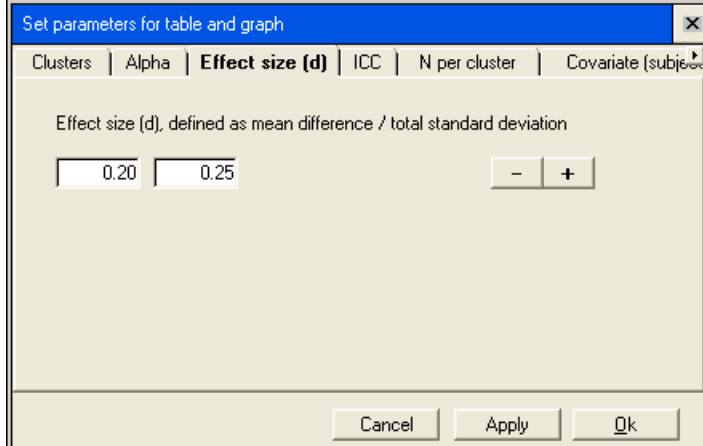 Set parameters for table and graph
Clusters Alpha Effect size (d) ICC N per cluster Covariate (subject
Effect size (d), defined as mean difference / total standard deviation
0.20 0.25 - +
Cancel Apply Ok